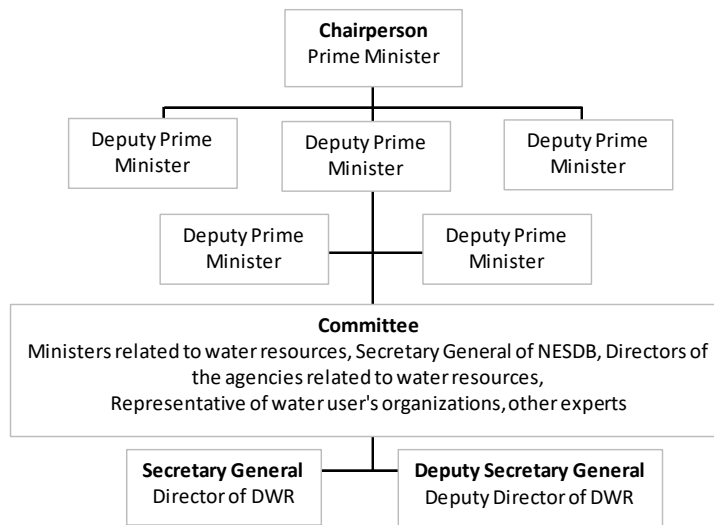 Chairperson
Prime Minister
Deputy Prime
Minister
Deputy Prime
Minister
Deputy Prime
Minister
Deputy Prime
Minister
Deputy Prime
Minister
Committee
Ministers related to water resources, Secretary General of NESDB, Directors of
the agencies related to water resources,
Representative of water user's organizations, other experts
Secretary General
Director of DWR
Deputy Secretary General
Deputy Director of DWR